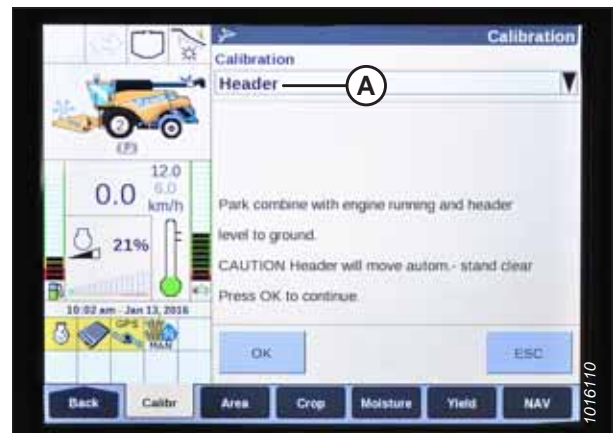 Calibration
Calibration
Header
A
2
(P)
12.0
6.0
0.0 km/h
21%
Park combine with engine running and header
level to ground.
CAUTION Header will move autom.- stand clear
Press OK to continue
10:02 am Jan 13, 2016
GPS
MAN
OK
ESC
Back
Calibr
Area
Crop
Moisture
Yield
NAV
1016110